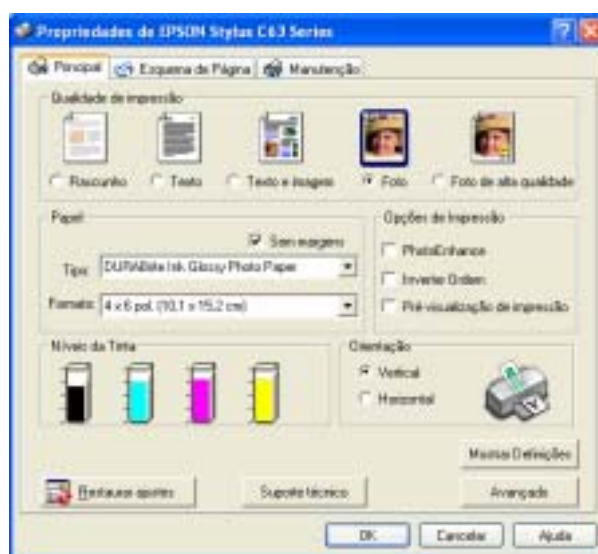 Propriedades de EPSON Stylus C63 Series
Principal Esquema de Página Manutenção
Qualidade de impressão
Rascunho Texto Texto e imagem Foto Foto de alta qualidade
Papel
Opções de Impressão
Sem margens
PhotoEnhance
Tipo: DURABrite Ink Glossy Photo Paper
Inverter Ordem
Formato: 4 x 6 pol. (10,1 x 15,2 cm)
Pré-visualização de impressão
Níveis da Tinta
Orientação
Vertical
Horizontal
Mostrar Definições
Restaurar ajustes Suporte técnico Avançado
OK Cancelar Ajuda